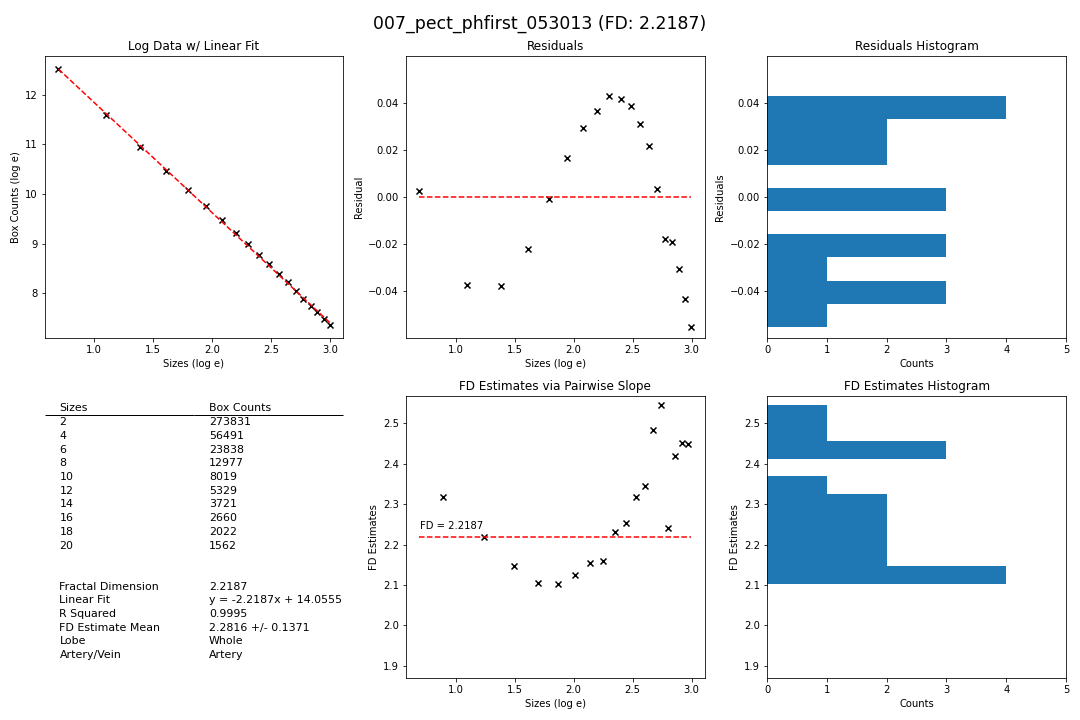 007_pect_phfirst_053013 (FD: 2.2187)
Log Data w/ Linear Fit
Box Counts (log e)
12
11
10
9
8
1.0 1.5 2.0 2.5 3.0
Sizes (log e)
Residuals
Residual
0.04
0.02
0.00
−0.02
−0.04
1.0 1.5 2.0 2.5 3.0
Sizes (log e)
Residuals Histogram
Residuals
0.04
0.02
0.00
−0.02
−0.04
0 1 2 3 4 5
Counts
Sizes Box Counts
2 273831
4 56491
6 23838
8 12977
10 8019
12 5329
14 3721
16 2660
18 2022
20 1562
Fractal Dimension 2.2187
Linear Fit y = -2.2187x + 14.0555
R Squared 0.9995
FD Estimate Mean 2.2816 +/- 0.1371
Lobe Whole
Artery/Vein Artery
FD Estimates via Pairwise Slope
FD Estimates
2.5
2.4
2.3
FD = 2.2187
2.2
2.1
2.0
1.9
1.0 1.5 2.0 2.5 3.0
Sizes (log e)
FD Estimates Histogram
FD Estimates
2.5
2.4
2.3
2.2
2.1
2.0
1.9
0 1 2 3 4 5
Counts